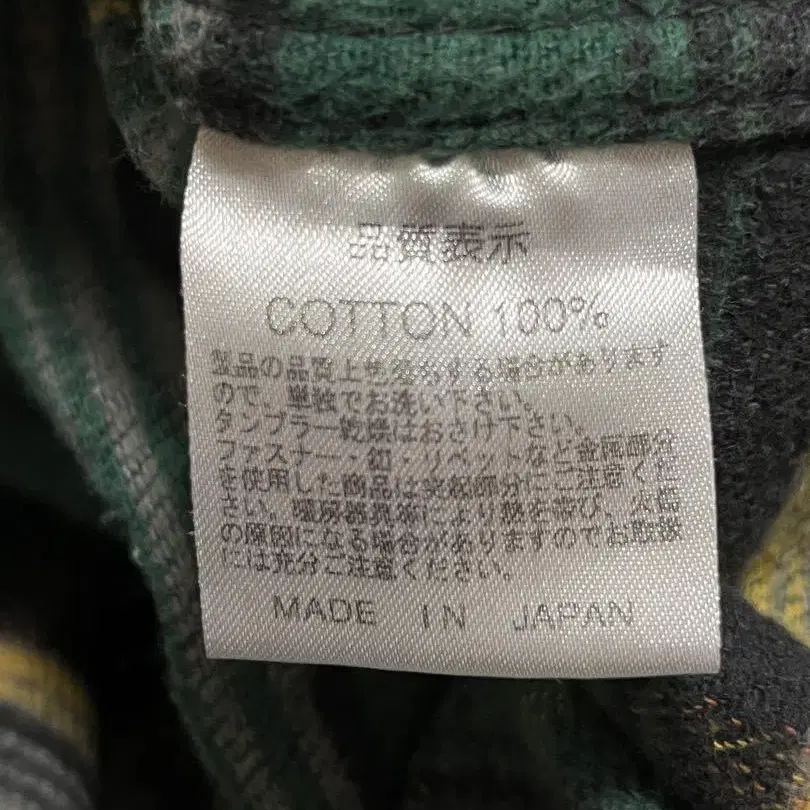 品質表示
COTTON 100%
製品の品質上色落ちする場合があります
ので、単独でお洗い下さい。
タンブラー乾燥はおさけ下さい。
ファスナー・釦・リベットなど金属部分
を使用した商品は突起部分にご注意くだ
さい。暖房器具等により熱を帯び、火傷
の原因になる場合がありますのでお取扱
には充分ご注意ください。
MADE IN JAPAN